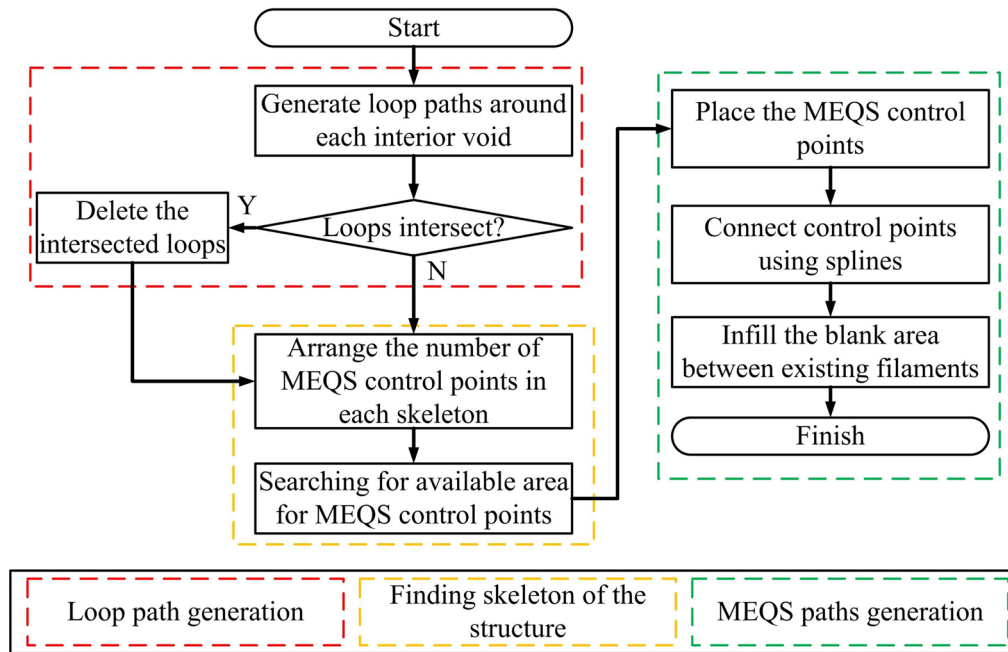 Start
Generate loop paths around
each interior void
Loops intersect?
Y
Delete the
intersected loops
N
Arrange the number of
MEQS control points in
each skeleton
Searching for available area
for MEQS control points
Place the MEQS control
points
Connect control points
using splines
Infill the blank area
between existing filaments
Finish
Loop path generation
Finding skeleton of the
structure
MEQS paths generation